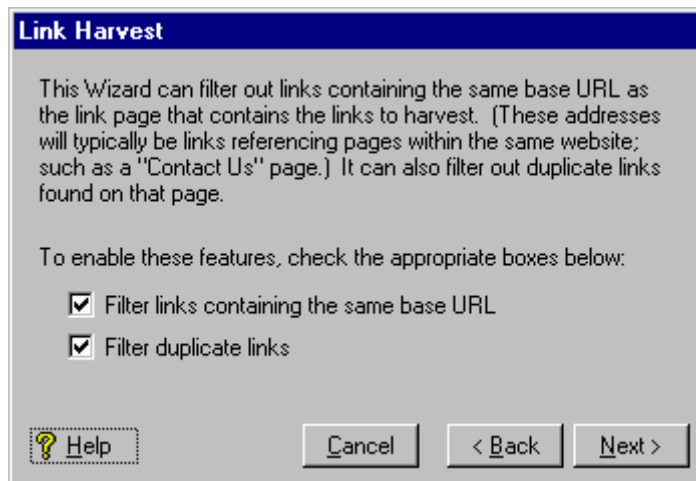 Link Harvest
This Wizard can filter out links containing the same base URL as
the link page that contains the links to harvest. (These addresses
will typically be links referencing pages within the same website;
such as a "Contact Us" page.) It can also filter out duplicate links
found on that page.
To enable these features, check the appropriate boxes below:
Filter links containing the same base URL
Filter duplicate links
Help Cancel < Back Next >